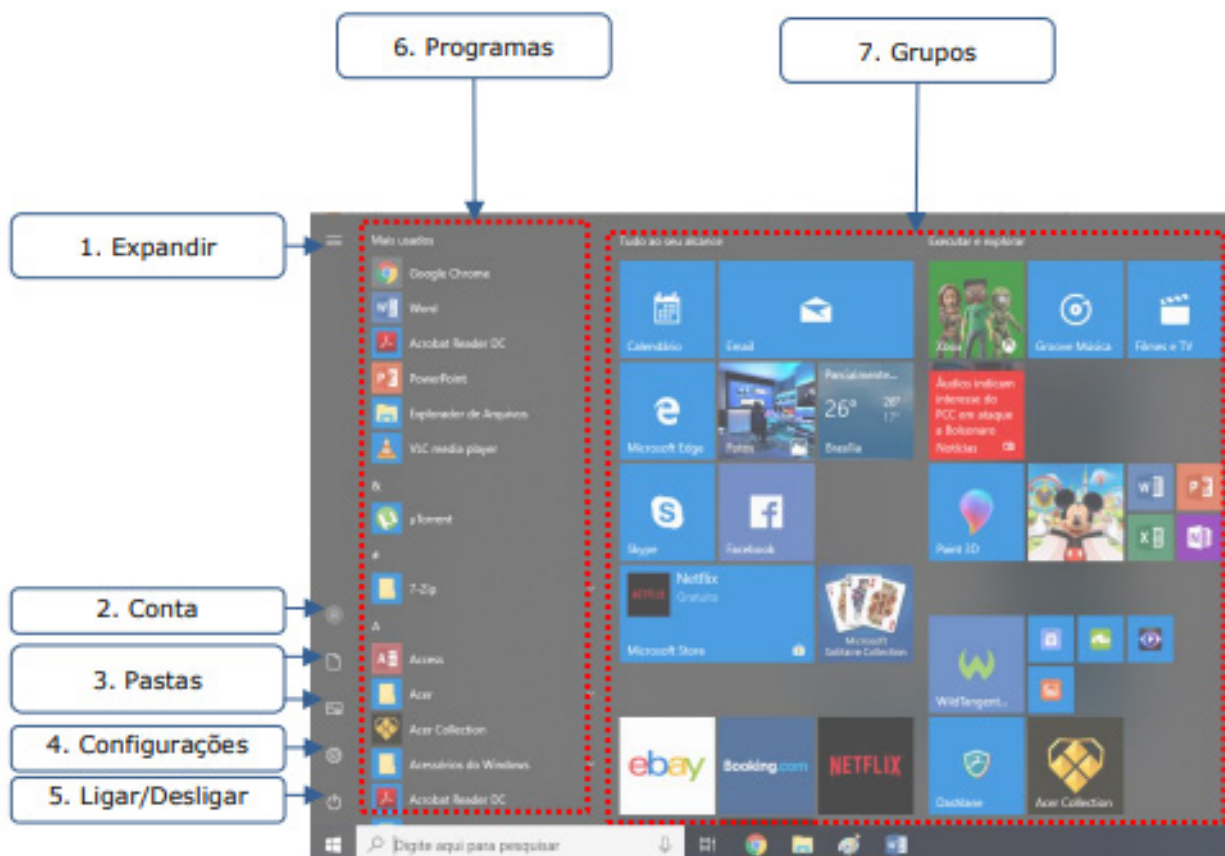 6. Programas
7. Grupos
1. Expandir
2. Conta
3. Pastas
4. Configurações
5. Ligar/Desligar
Mais usados
Google Chrome
Word
Acrobat Reader DC
PowerPoint
Explorador de Arquivos
VLC media player
&
µTorrent
#
7-Zip
A
Access
Acer
Acer Collection
Acessórios do Windows
Acrobat Reader DC
Tudo ao seu alcance
Calendário
Email
Microsoft Edge
Fotos
Parcialmente...
26°
28°
17°
Brasília
Skype
Facebook
NETFLIX
Netflix
Gratuito
Microsoft Store
Microsoft
Solitaire Collection
ebay
Booking.com
NETFLIX
Executar e explorar
Xbox
Groove Música
Filmes e TV
Áudios indicam
interesse do
PCC em ataque
a Bolsonaro
Notícias
Paint 3D
WildTangent...
Dashlane
Acer Collection
Digite aqui para pesquisar